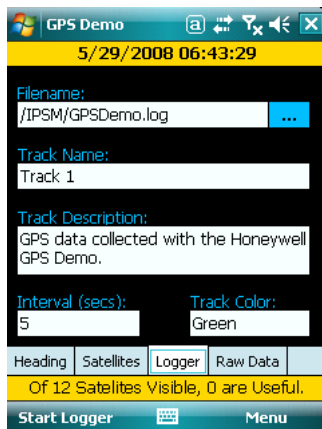 GPS Demo
5/29/2008 06:43:29
Filename:
/IPSM/GPSDemo.log ...
Track Name:
Track 1
Track Description:
GPS data collected with the Honeywell
GPS Demo.
Interval (secs): Track Color:
5 Green
Heading Satellites Logger Raw Data
Of 12 Satelites Visible, 0 are Useful.
Start Logger Menu